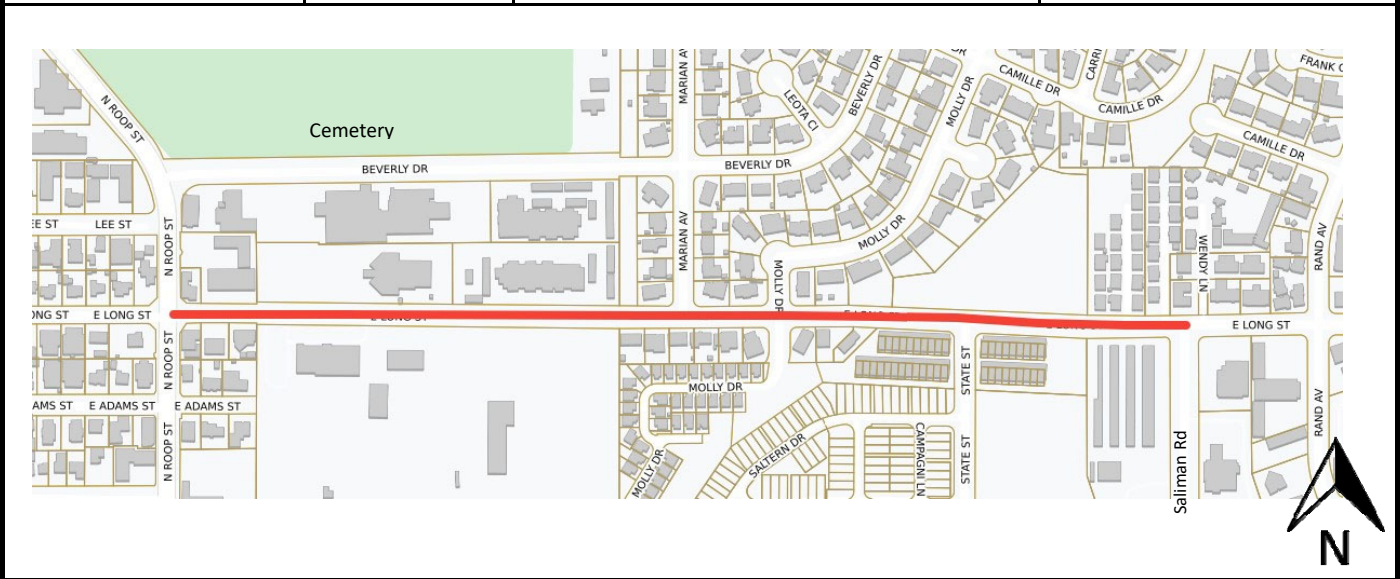 FRANK C
CAMILLE DR
CARRI
CAMILLE DR
MARIAN AV
BEVERLY DR
MOLLY DR
LEOTA CI
N ROOP ST
Cemetery
CAMILLE DR
BEVERLY DR
BEVERLY DR
LEE ST
N ROOP ST
MARIAN AV
MOLLY DR
WENDY LN
RAND AV
MOLLY DR
ONG ST
E LONG ST
E LONG ST
E LONG ST
N ROOP ST
STATE ST
MOLLY DR
AMS ST
E ADAMS ST
E ADAMS ST
RAND AV
N ROOP ST
MOLLY DR
SALTERN DR
CAMPAGNI LN
STATE ST
Saliman Rd
N